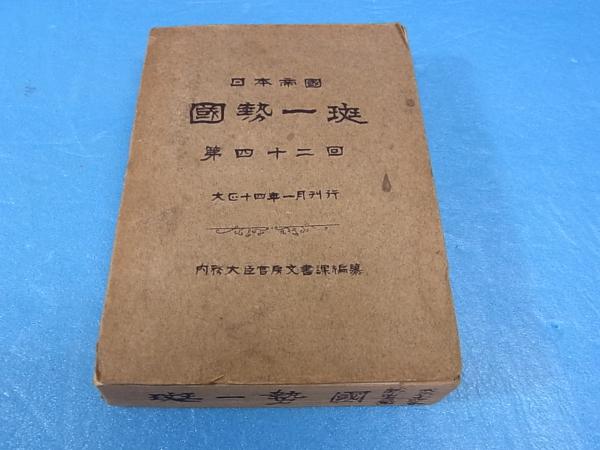 日本帝國
國勢一斑
第四十二回
大正十四年一月刊行
内務大臣官房文書課編纂
國勢一斑